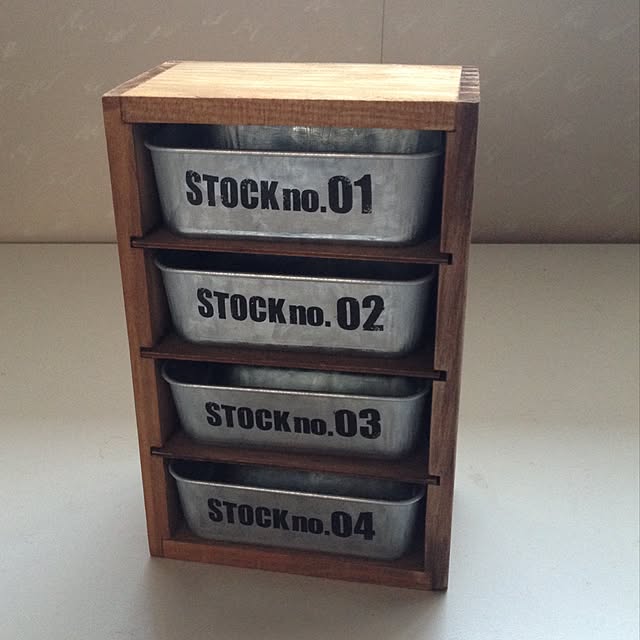 STOCK no. 01
STOCK no. 02
STOCK no. 03
STOCK no. 04